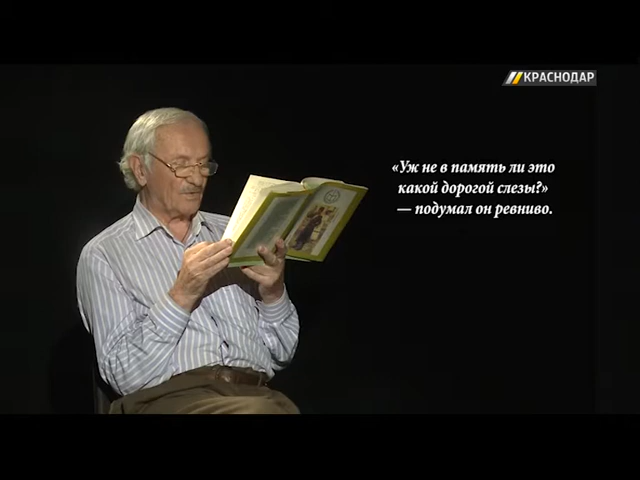 КРАСНОДАР
«Уж не в память ли это
какой дорогой слезы?»
— подумал он ревниво.